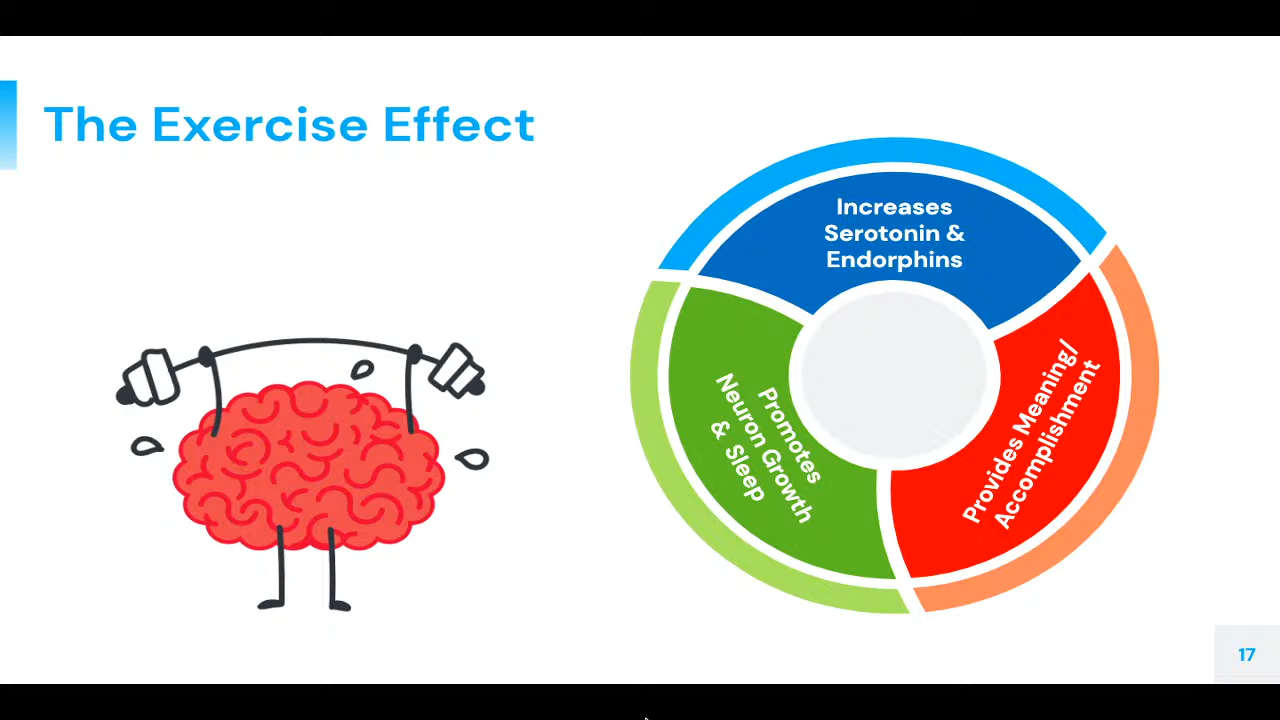 The Exercise Effect
Increases
Serotonin &
Endorphins
Provides Meaning/
Accomplishment
Promotes
Neuron Growth
& Sleep
17